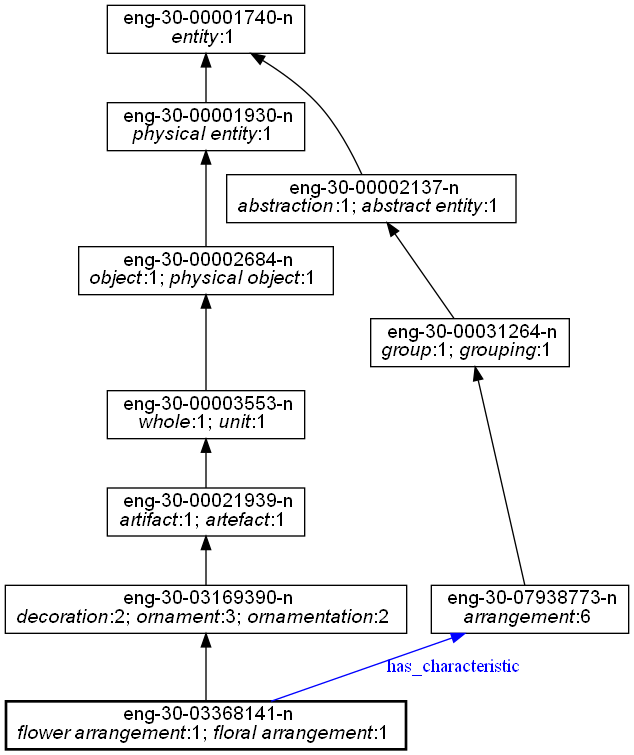 eng-30-00001740-n
entity:1
eng-30-00001930-n
physical entity:1
eng-30-00002137-n
abstraction:1; abstract entity:1
eng-30-00002684-n
object:1; physical object:1
eng-30-00031264-n
group:1; grouping:1
eng-30-00003553-n
whole:1; unit:1
eng-30-00021939-n
artifact:1; artefact:1
eng-30-03169390-n
decoration:2; ornament:3; ornamentation:2
eng-30-07938773-n
arrangement:6
has_characteristic
eng-30-03368141-n
flower arrangement:1; floral arrangement:1